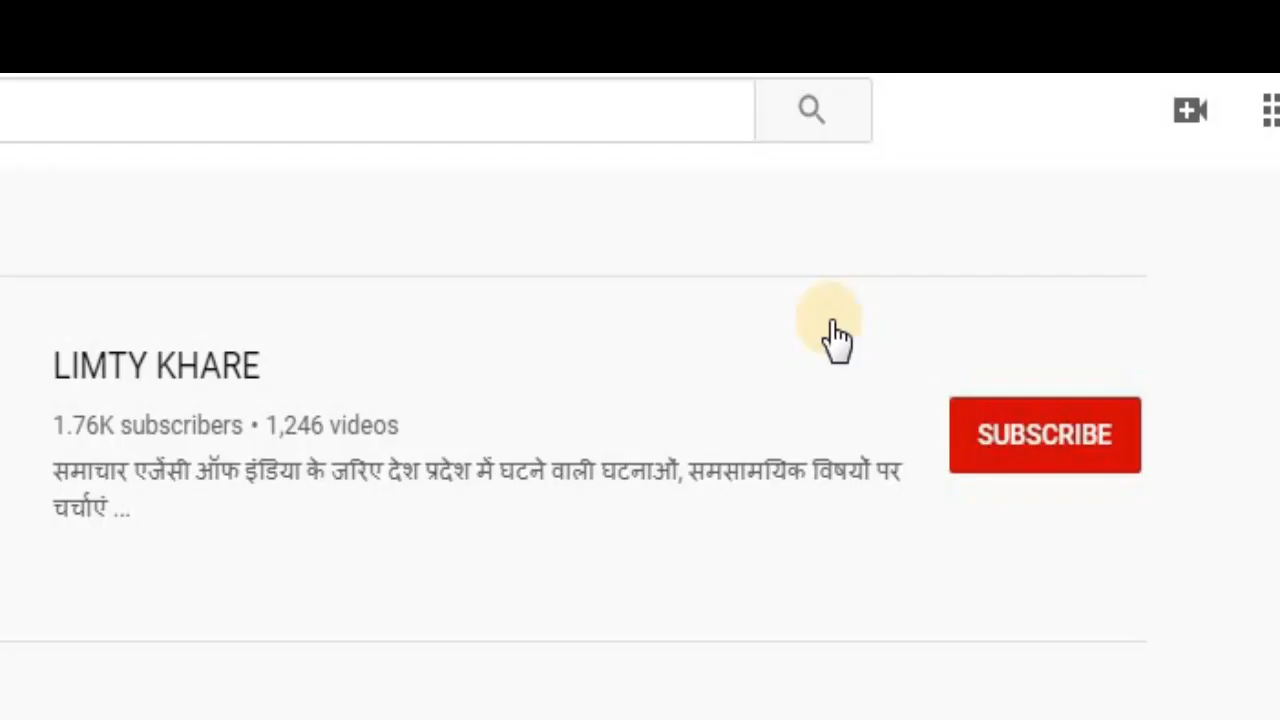 LIMTY KHARE
1.76K subscribers • 1,246 videos
समाचार एजेंसी ऑफ इंडिया के जरिए देश प्रदेश में घटने वाली घटनाओं, समसामयिक विषयों पर
चर्चाएं ...
SUBSCRIBE